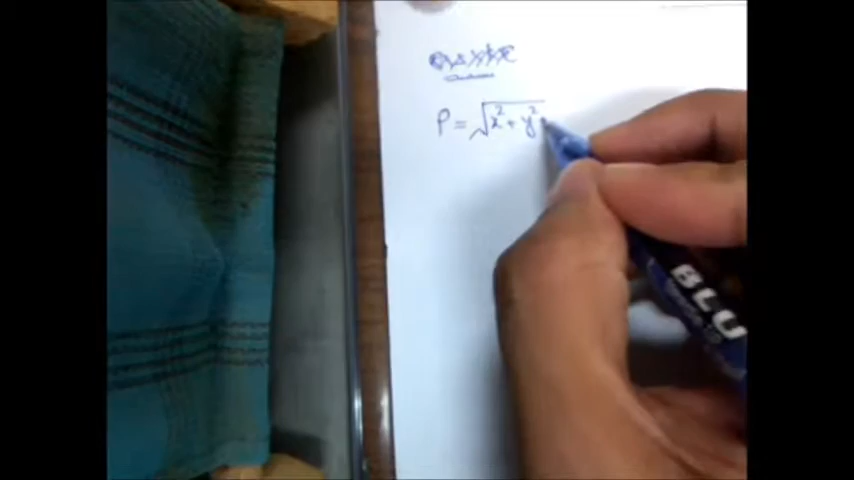 ρ = √x² + y²
BLU